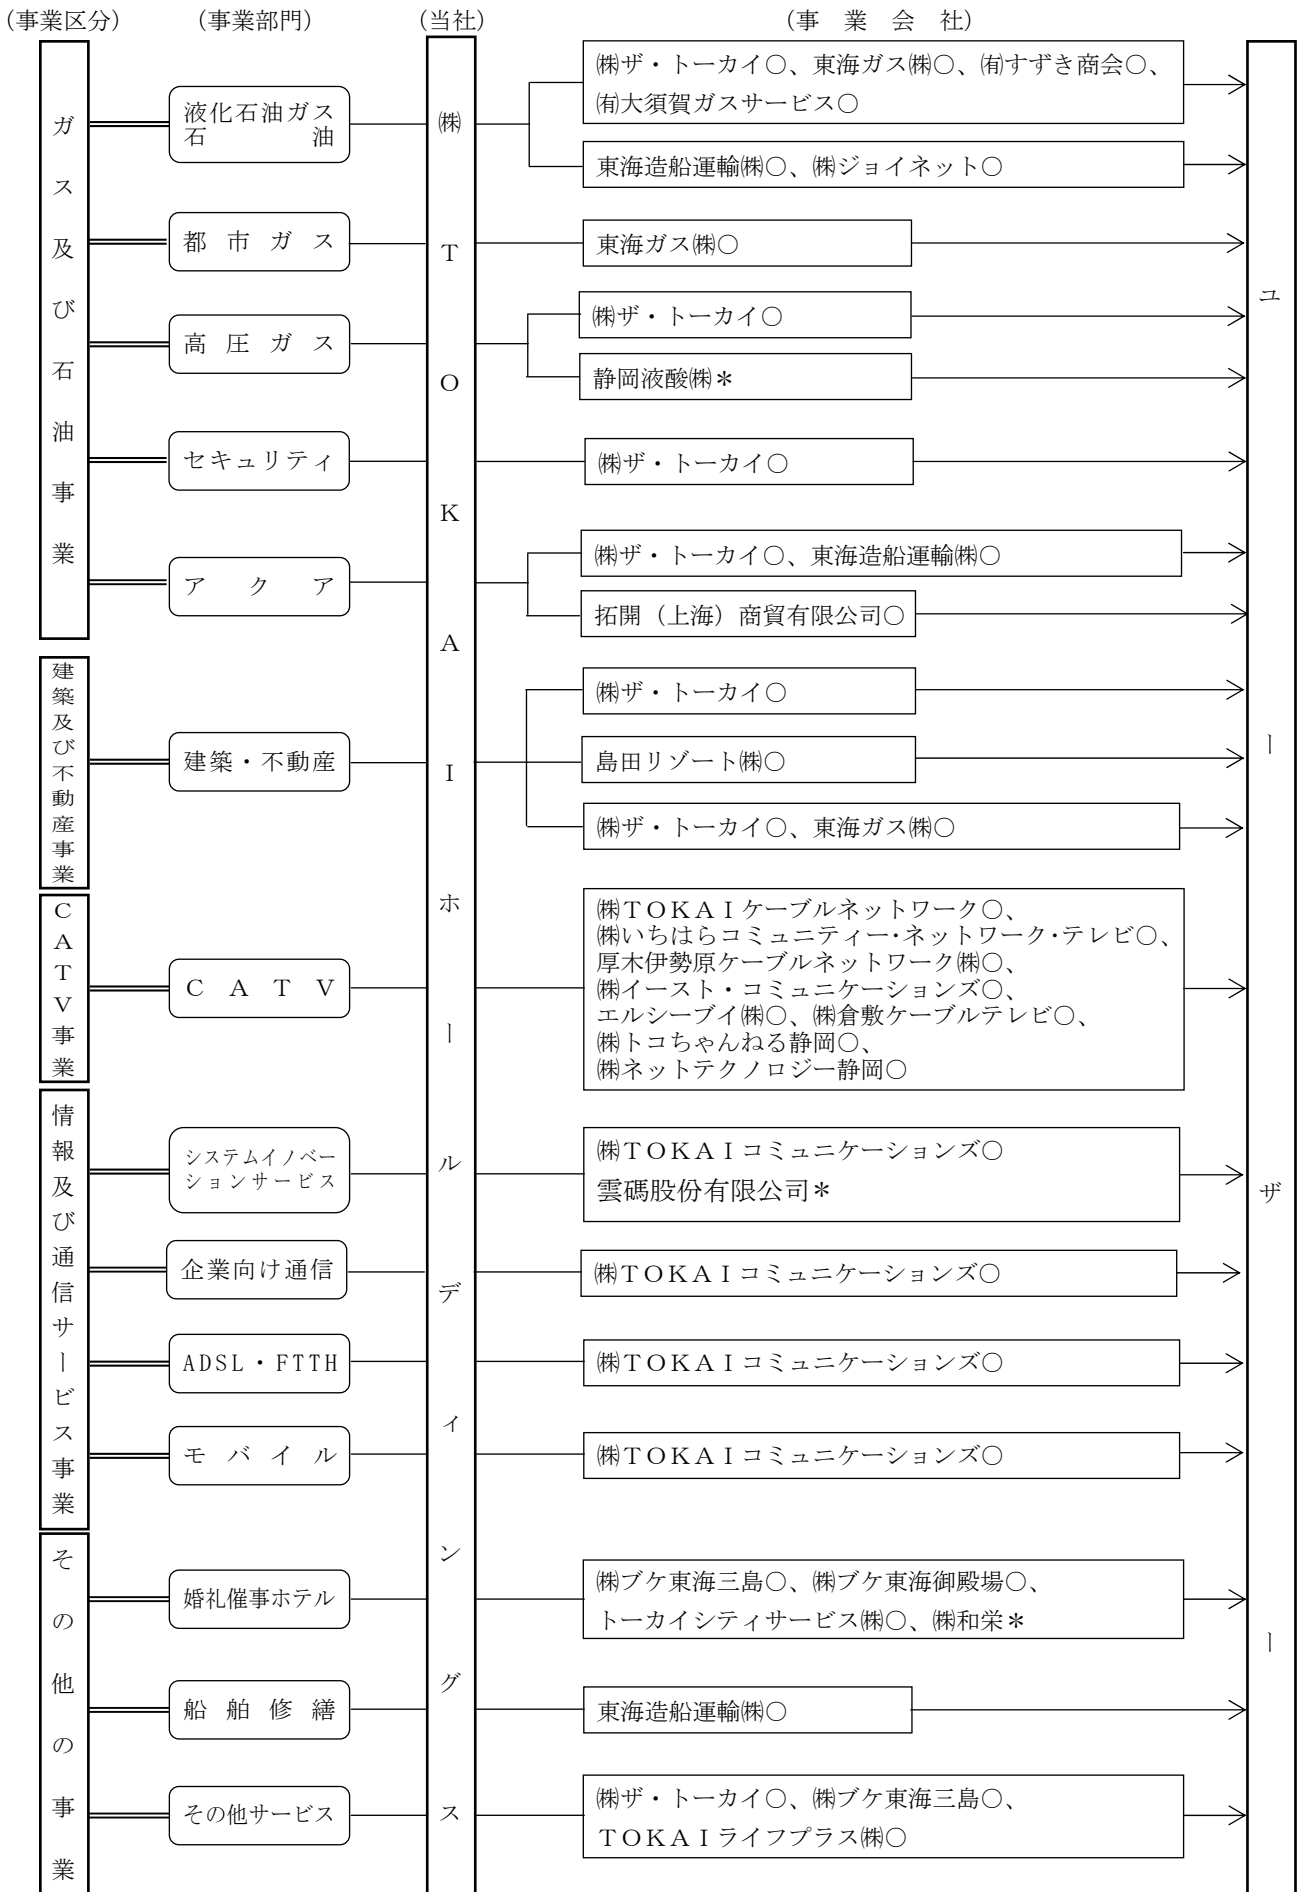 (事業区分)
(事業部門)
(当社)
(事 業 会 社)
ガス及び石油事業
液化石油ガス
石 油
㈱ザ・トーカイ○、東海ガス㈱○、㈲すずき商会○、
㈲大須賀ガスサービス○
東海造船運輸㈱○、㈱ジョイネット○
都 市 ガ ス
東海ガス㈱○
高 圧 ガ ス
㈱ザ・トーカイ○
静岡液酸㈱＊
セキュリティ
㈱ザ・トーカイ○
ア ク ア
㈱ザ・トーカイ○、東海造船運輸㈱○
拓開（上海）商貿有限公司○
建築及び不動産事業
建築・不動産
㈱ザ・トーカイ○
島田リゾート㈱○
㈱ザ・トーカイ○、東海ガス㈱○
CATV事業
C A T V
㈱ＴＯＫＡＩケーブルネットワーク○、
㈱いちはらコミュニティー・ネットワーク・テレビ○、
厚木伊勢原ケーブルネットワーク㈱○、
㈱イースト・コミュニケーションズ○、
エルシーブイ㈱○、㈱倉敷ケーブルテレビ○、
㈱トコちゃんねる静岡○、
㈱ネットテクノロジー静岡○
情報及び通信サービス事業
システムイノベー
ションサービス
㈱ＴＯＫＡＩコミュニケーションズ○
雲碼股份有限公司＊
企業向け通信
㈱ＴＯＫＡＩコミュニケーションズ○
ADSL・FTTH
㈱ＴＯＫＡＩコミュニケーションズ○
モ バ イ ル
㈱ＴＯＫＡＩコミュニケーションズ○
その他の事業
婚礼催事ホテル
㈱ブケ東海三島○、㈱ブケ東海御殿場○、
トーカイシティサービス㈱○、㈱和栄＊
船 舶 修 繕
東海造船運輸㈱○
その他サービス
㈱ザ・トーカイ○、㈱ブケ東海三島○、
ＴＯＫＡＩライフプラス㈱○
㈱ＴＯＫＡＩホールディングス
ユーザー